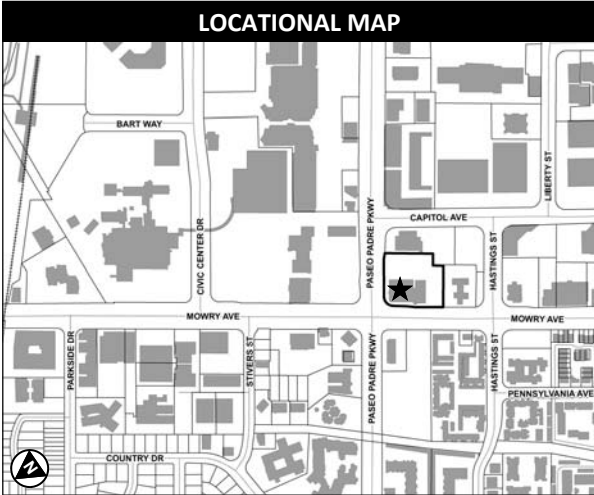 LOCATIONAL MAP
BART WAY
LIBERTY ST
CAPITOL AVE
CIVIC CENTER DR
PASEO PADRE PKWY
HASTINGS ST
MOWRY AVE
MOWRY AVE
PARKSIDE DR
STIVERS ST
PASEO PADRE PKWY
HASTINGS ST
PENNSYLVANIA AVE
COUNTRY DR
N